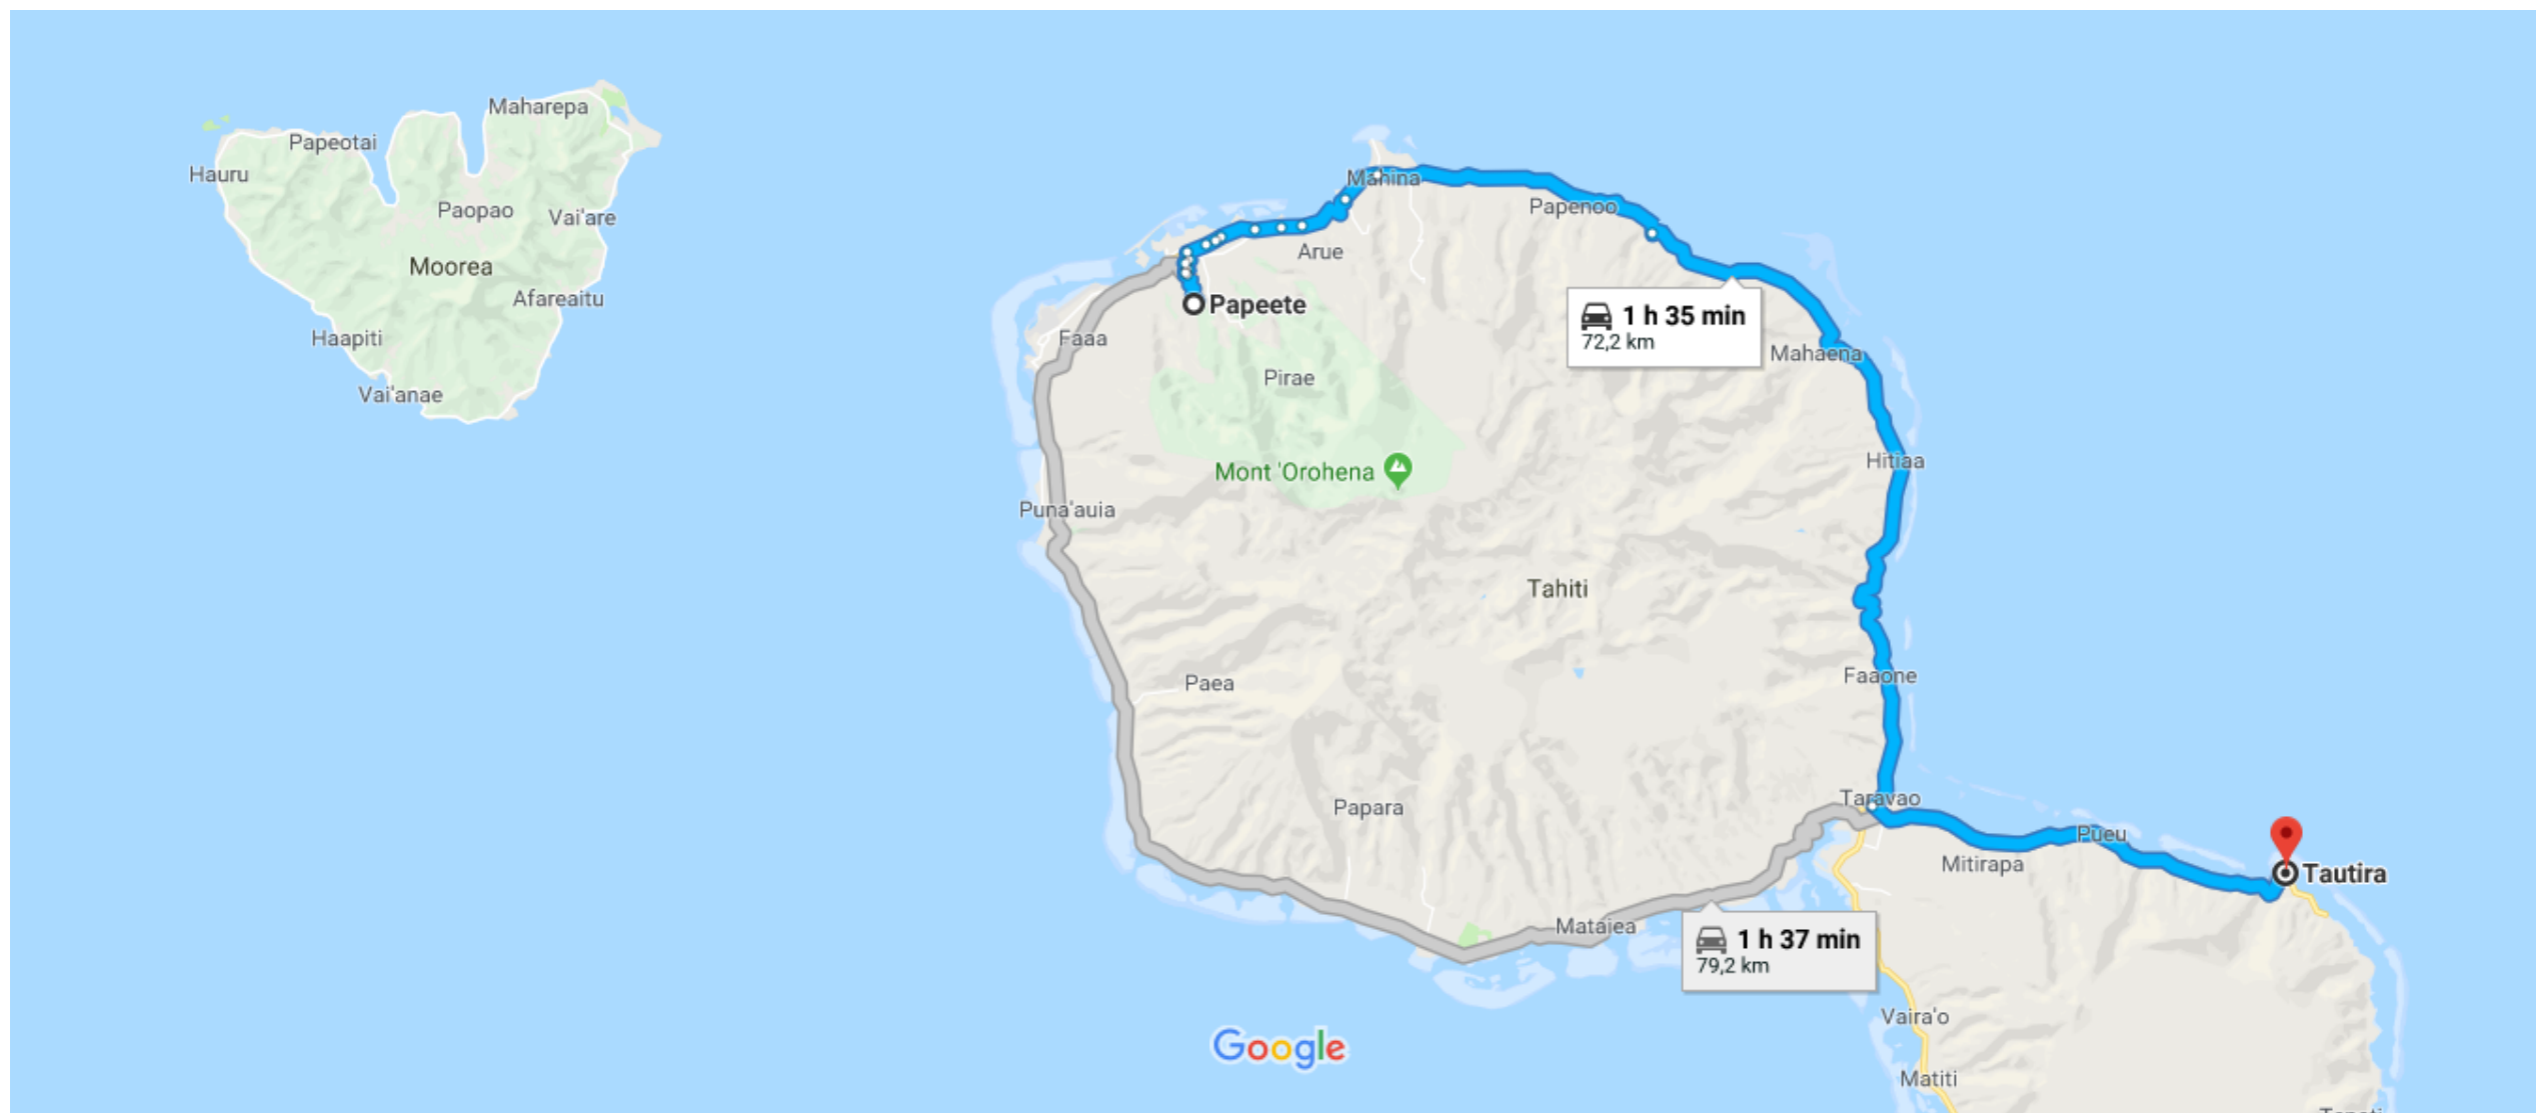 Maharepa
Papeotai
Hauru
Paopao
Vai'are
Moorea
Afareaitu
Haapiti
Vai'anae
Mahina
Papenoo
Arue
Papeete
Faaa
1 h 35 min
72,2 km
Mahaena
Pirae
Hitiaa
Mont 'Orohena
Puna'auia
Tahiti
Faaone
Paea
Taravao
Papara
Pueu
Mitirapa
Tautira
Mataiea
1 h 37 min
79,2 km
Vaira'o
Google
Matiti